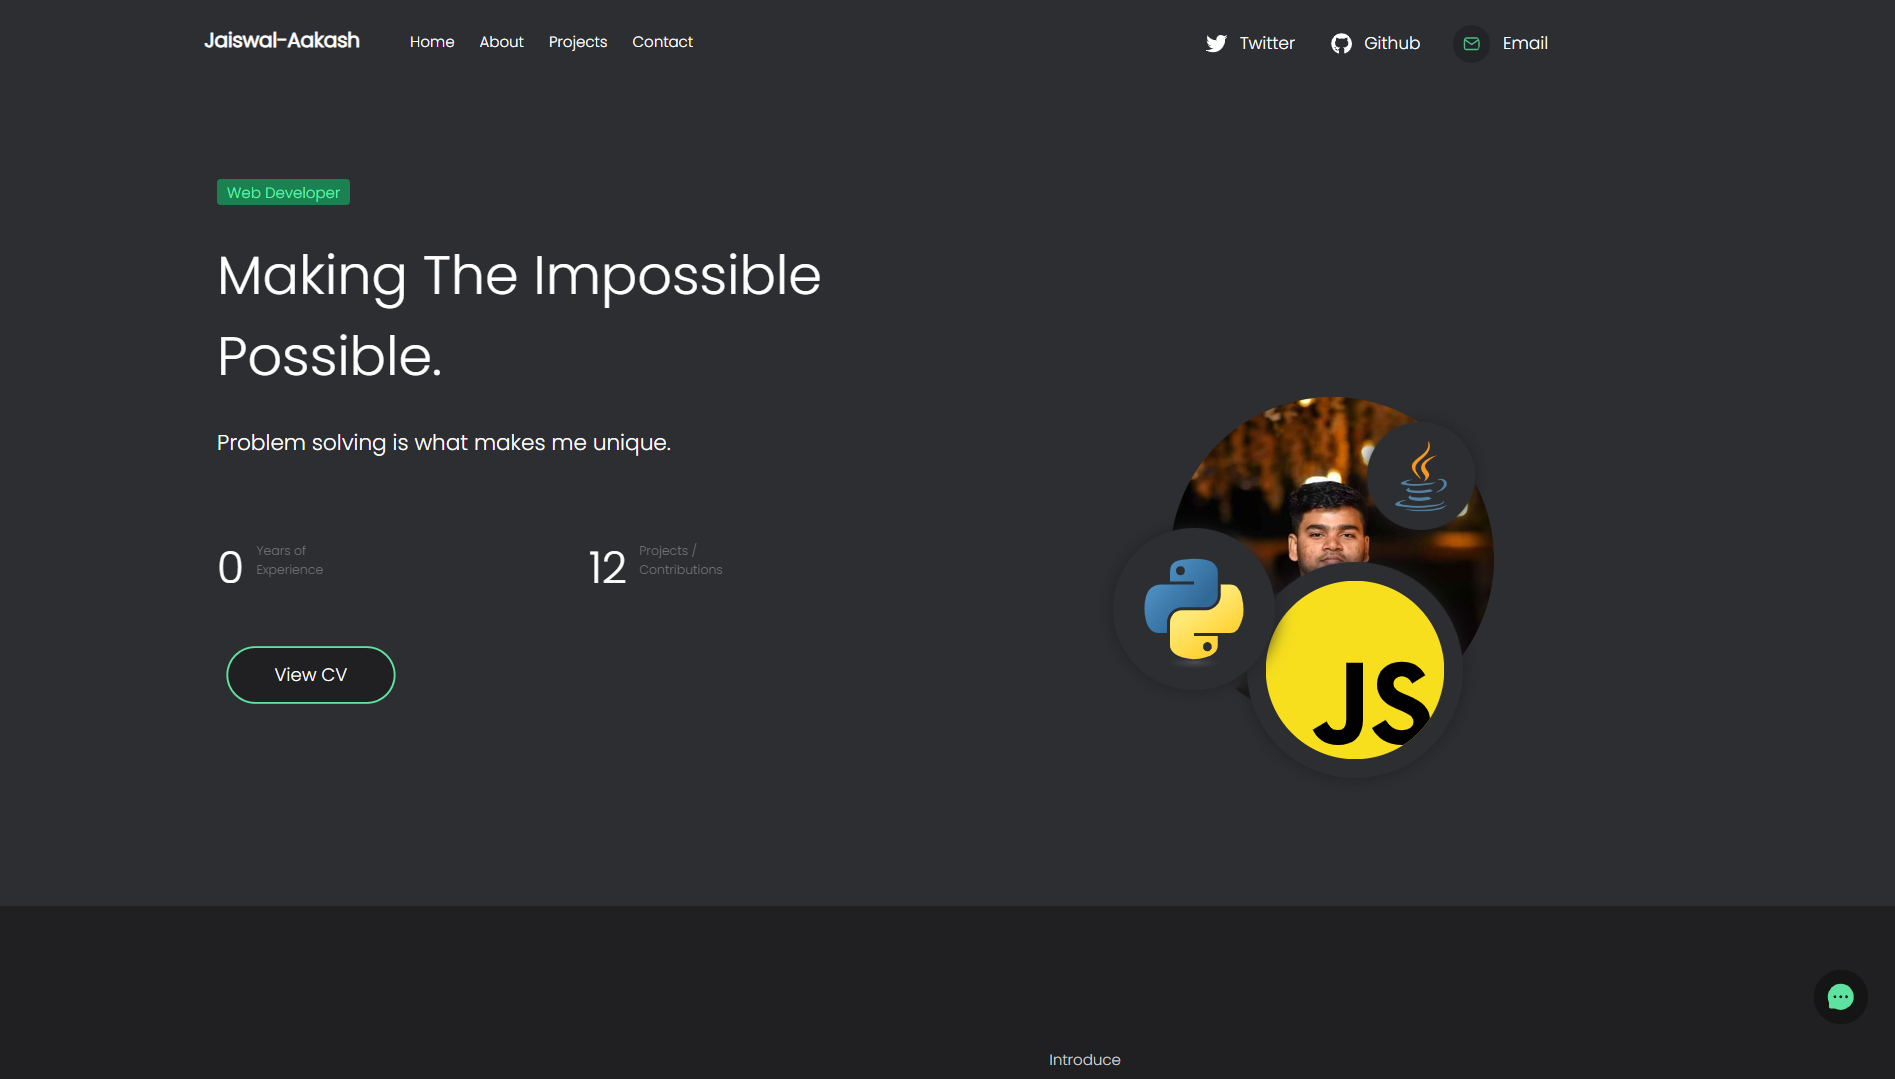 Jaiswal-Aakash
Home
About
Projects
Contact
Twitter
Github
Email
Web Developer
Making The Impossible
Possible.
Problem solving is what makes me unique.
0
Years of
Experience
12
Projects /
Contributions
View CV
JS
Introduce